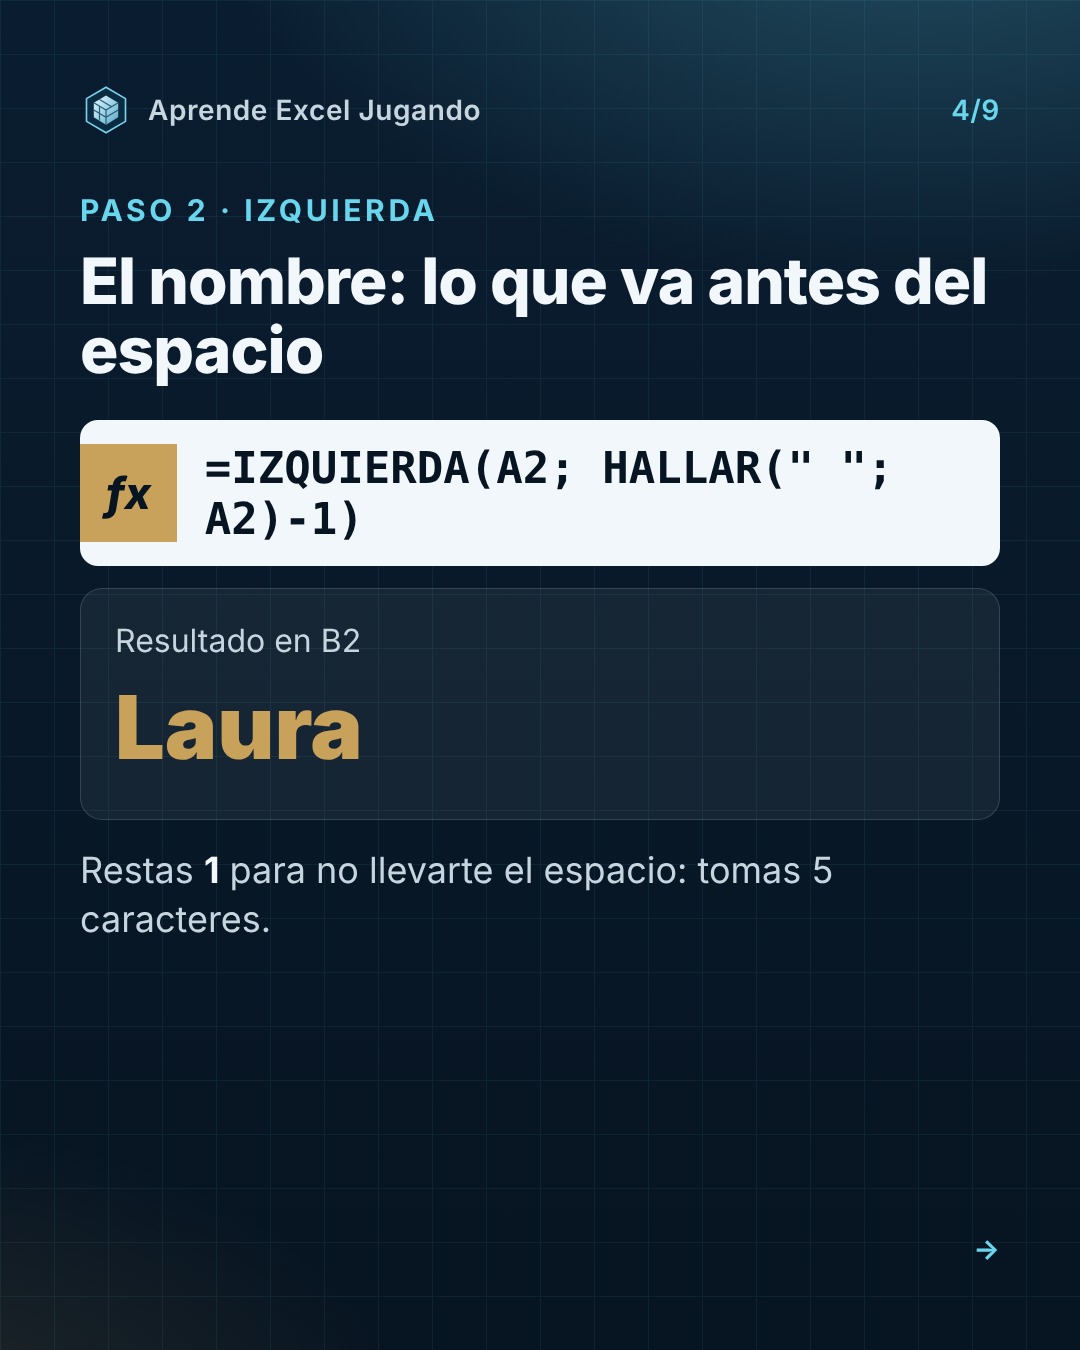 Aprende Excel Jugando
4/9
PASO 2 · IZQUIERDA
El nombre: lo que va antes del
espacio
fx
=IZQUIERDA(A2; HALLAR(" ";
A2)-1)
Resultado en B2
Laura
Restas 1 para no llevarte el espacio: tomas 5
caracteres.
→